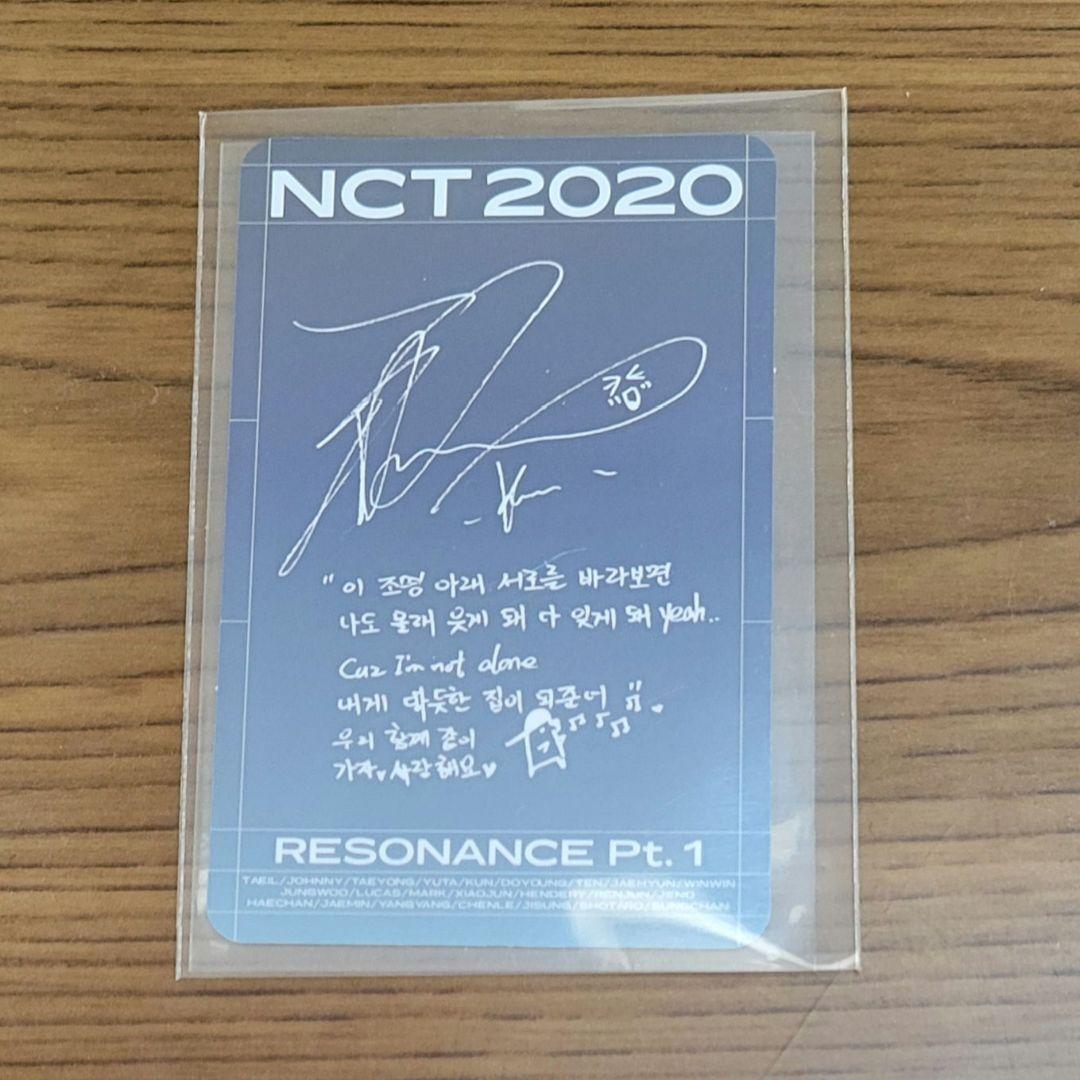 NCT 2020
- Kun -
" 이 조명 아래 서로를 바라보면
나도 몰래 웃게 돼 다 잊게 돼 yeah..
Cuz I'm not alone
내게 따뜻한 집이 되준너 "
우리 함께 같이
가자♥ 사랑해요♥
RESONANCE Pt. 1
TAEIL/JOHNNY/TAEYONG/YUTA/KUN/DOYOUNG/TEN/JAEHYUN/WINWIN
JUNGWOO/LUCAS/MARK/XIAOJUN/HENDERY/RENJUN/JENO
HAECHAN/JAEMIN/YANGYANG/CHENLE/JISUNG/SHOTARO/SUNGCHAN